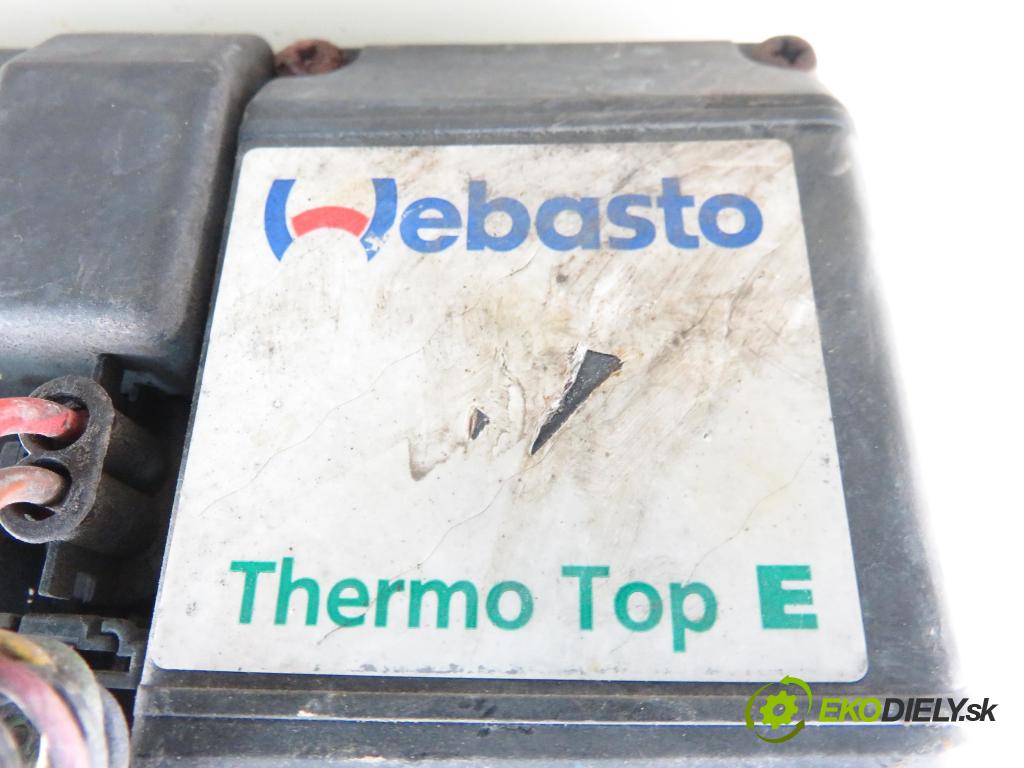 Webasto
Thermo Top E
EKODIELY.sk